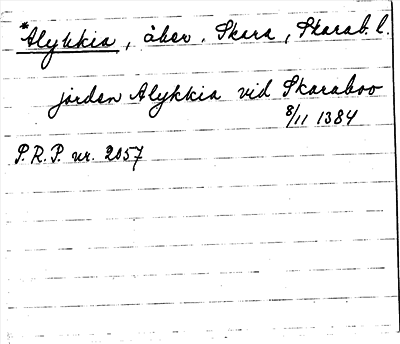 *Alykkia, åker. Skara, Skarab. l.
jorden Alykkia vid Skaraboo
8/11 1384
P.R.P. nr. 2057